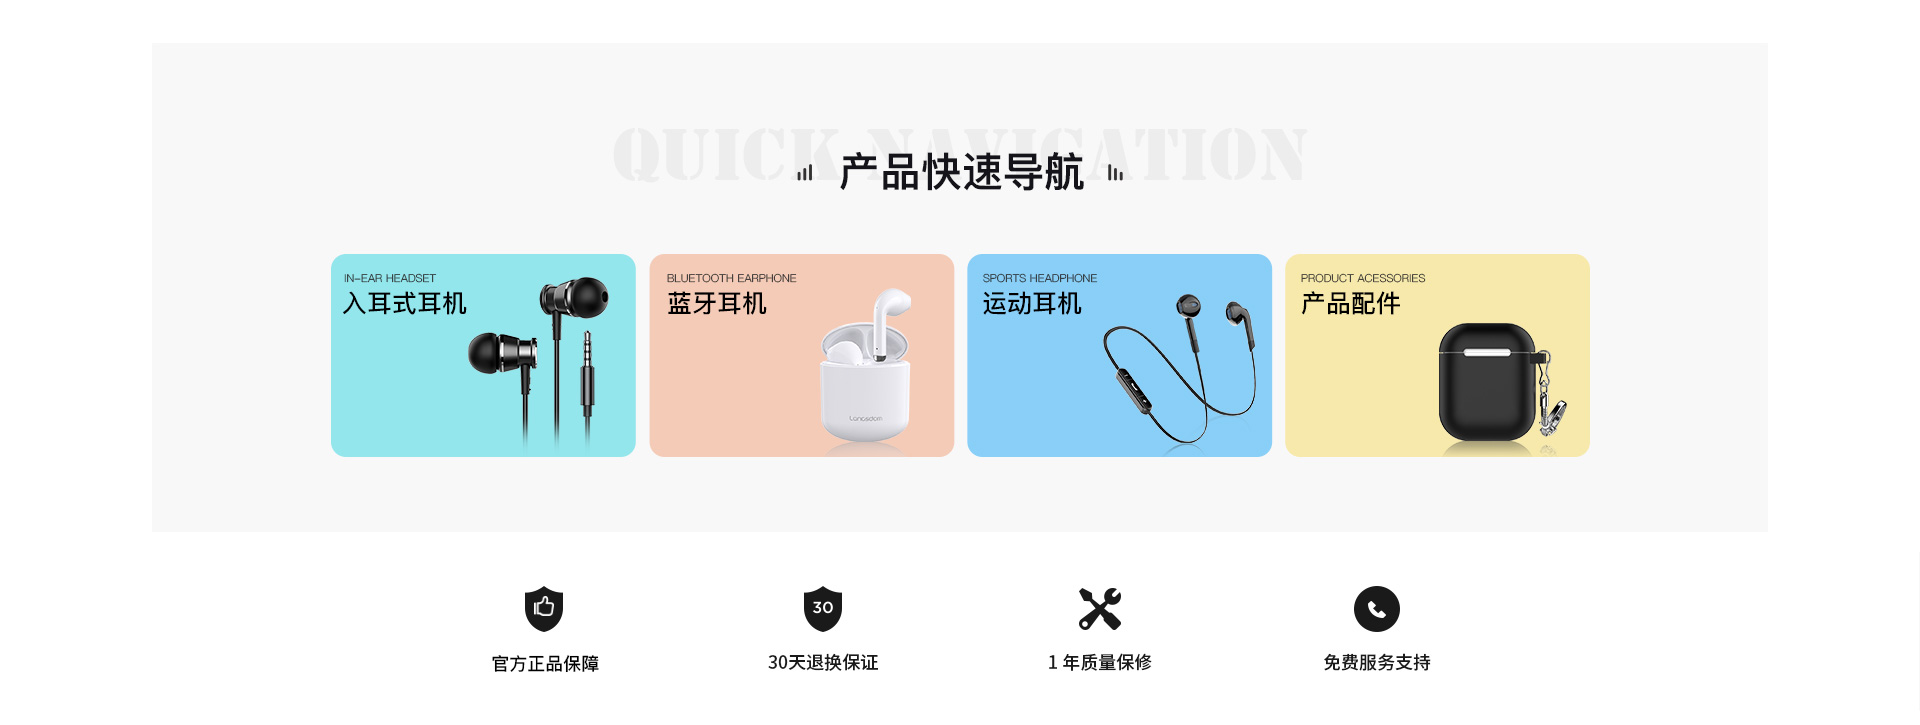 QUICK NAVIGATION
产品快速导航
IN-EAR HEADSET
入耳式耳机
BLUETOOTH EARPHONE
蓝牙耳机
Langsdom
SPORTS HEADPHONE
运动耳机
PRODUCT ACESSORIES
产品配件
30
官方正品保障
30天退换保证
1 年质量保修
免费服务支持